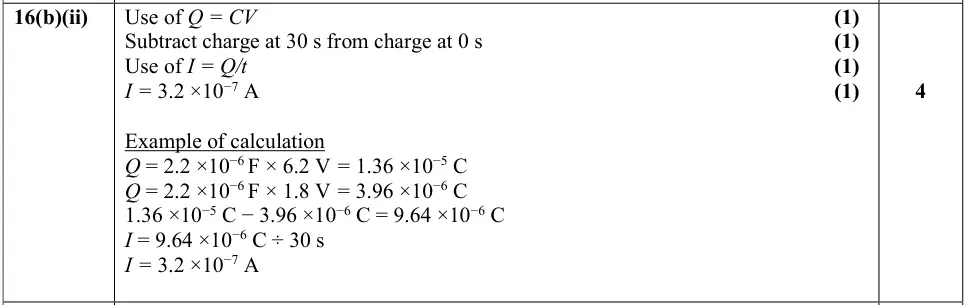 16(b)(ii) Use of Q = CV (1)
Subtract charge at 30 s from charge at 0 s (1)
Use of I = Q/t (1)
I = 3.2 ×10⁻⁷ A (1) 4
Example of calculation
Q = 2.2 ×10⁻⁶ F × 6.2 V = 1.36 ×10⁻⁵ C
Q = 2.2 ×10⁻⁶ F × 1.8 V = 3.96 ×10⁻⁶ C
1.36 ×10⁻⁵ C − 3.96 ×10⁻⁶ C = 9.64 ×10⁻⁶ C
I = 9.64 ×10⁻⁶ C ÷ 30 s
I = 3.2 ×10⁻⁷ A